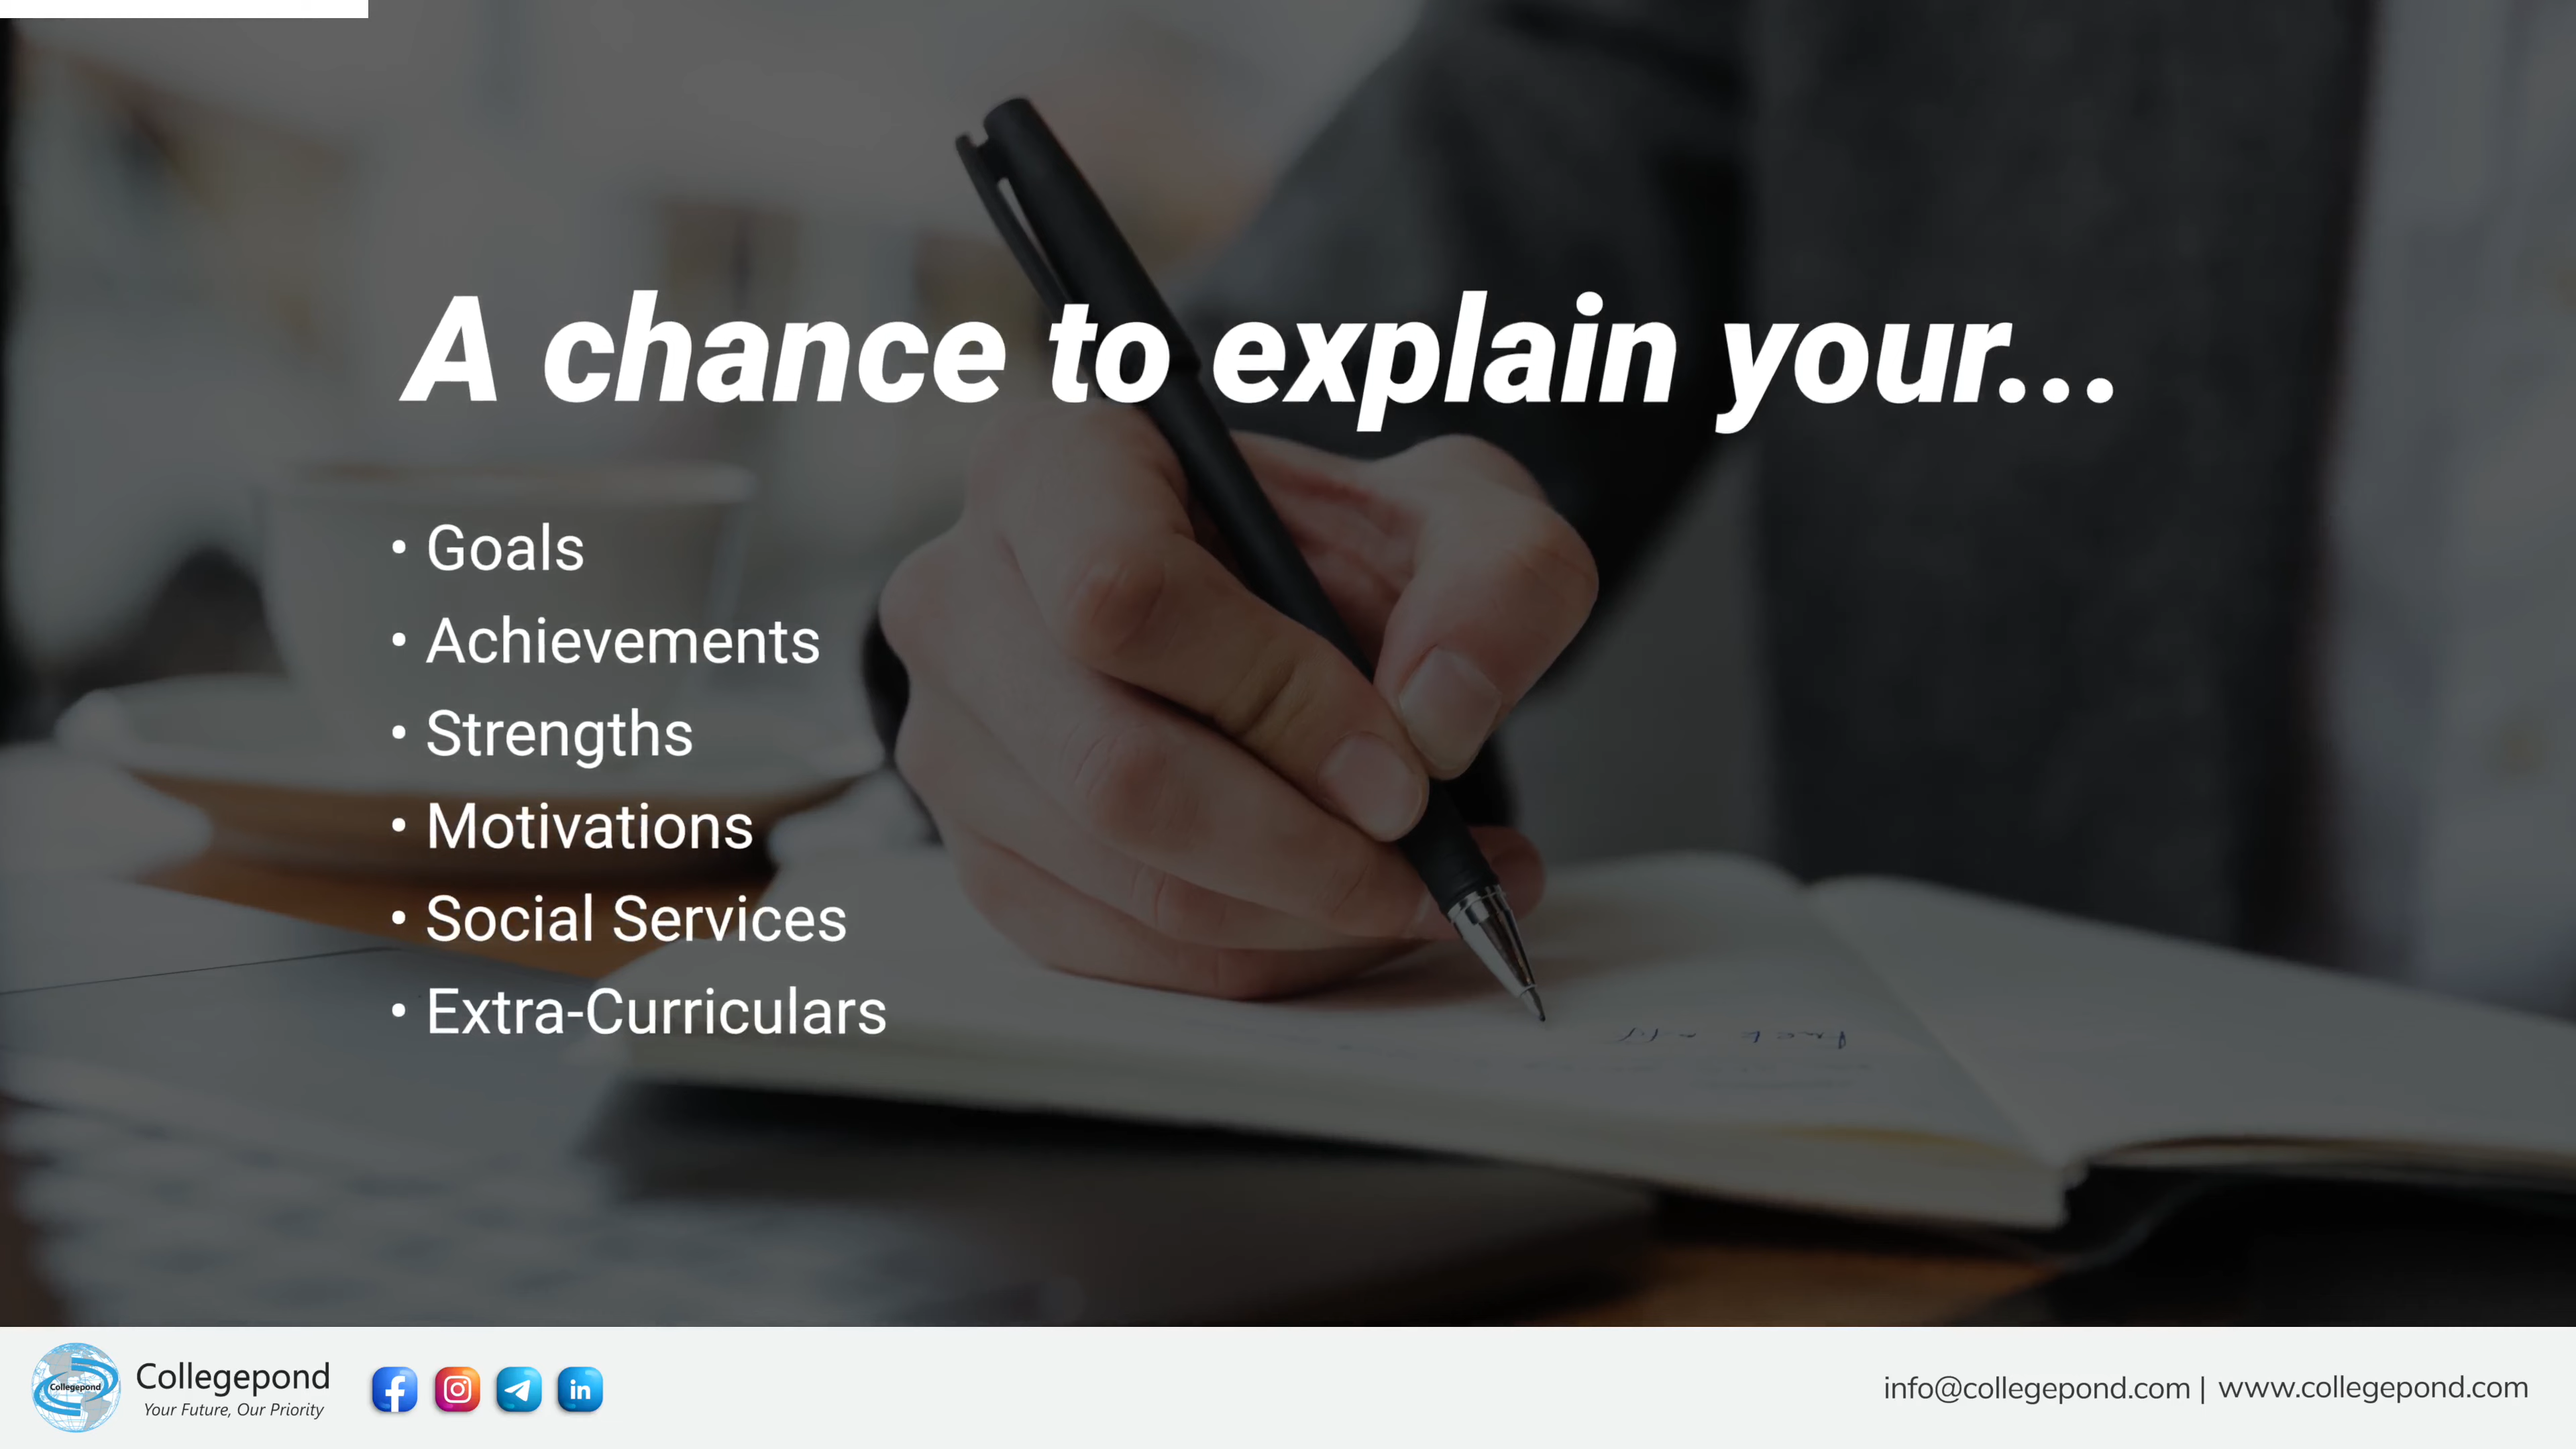 A chance to explain your...
• Goals
• Achievements
• Strengths
• Motivations
• Social Services
• Extra-Curriculars
Collegepond
Collegepond
Your Future, Our Priority
info@collegepond.com | www.collegepond.com